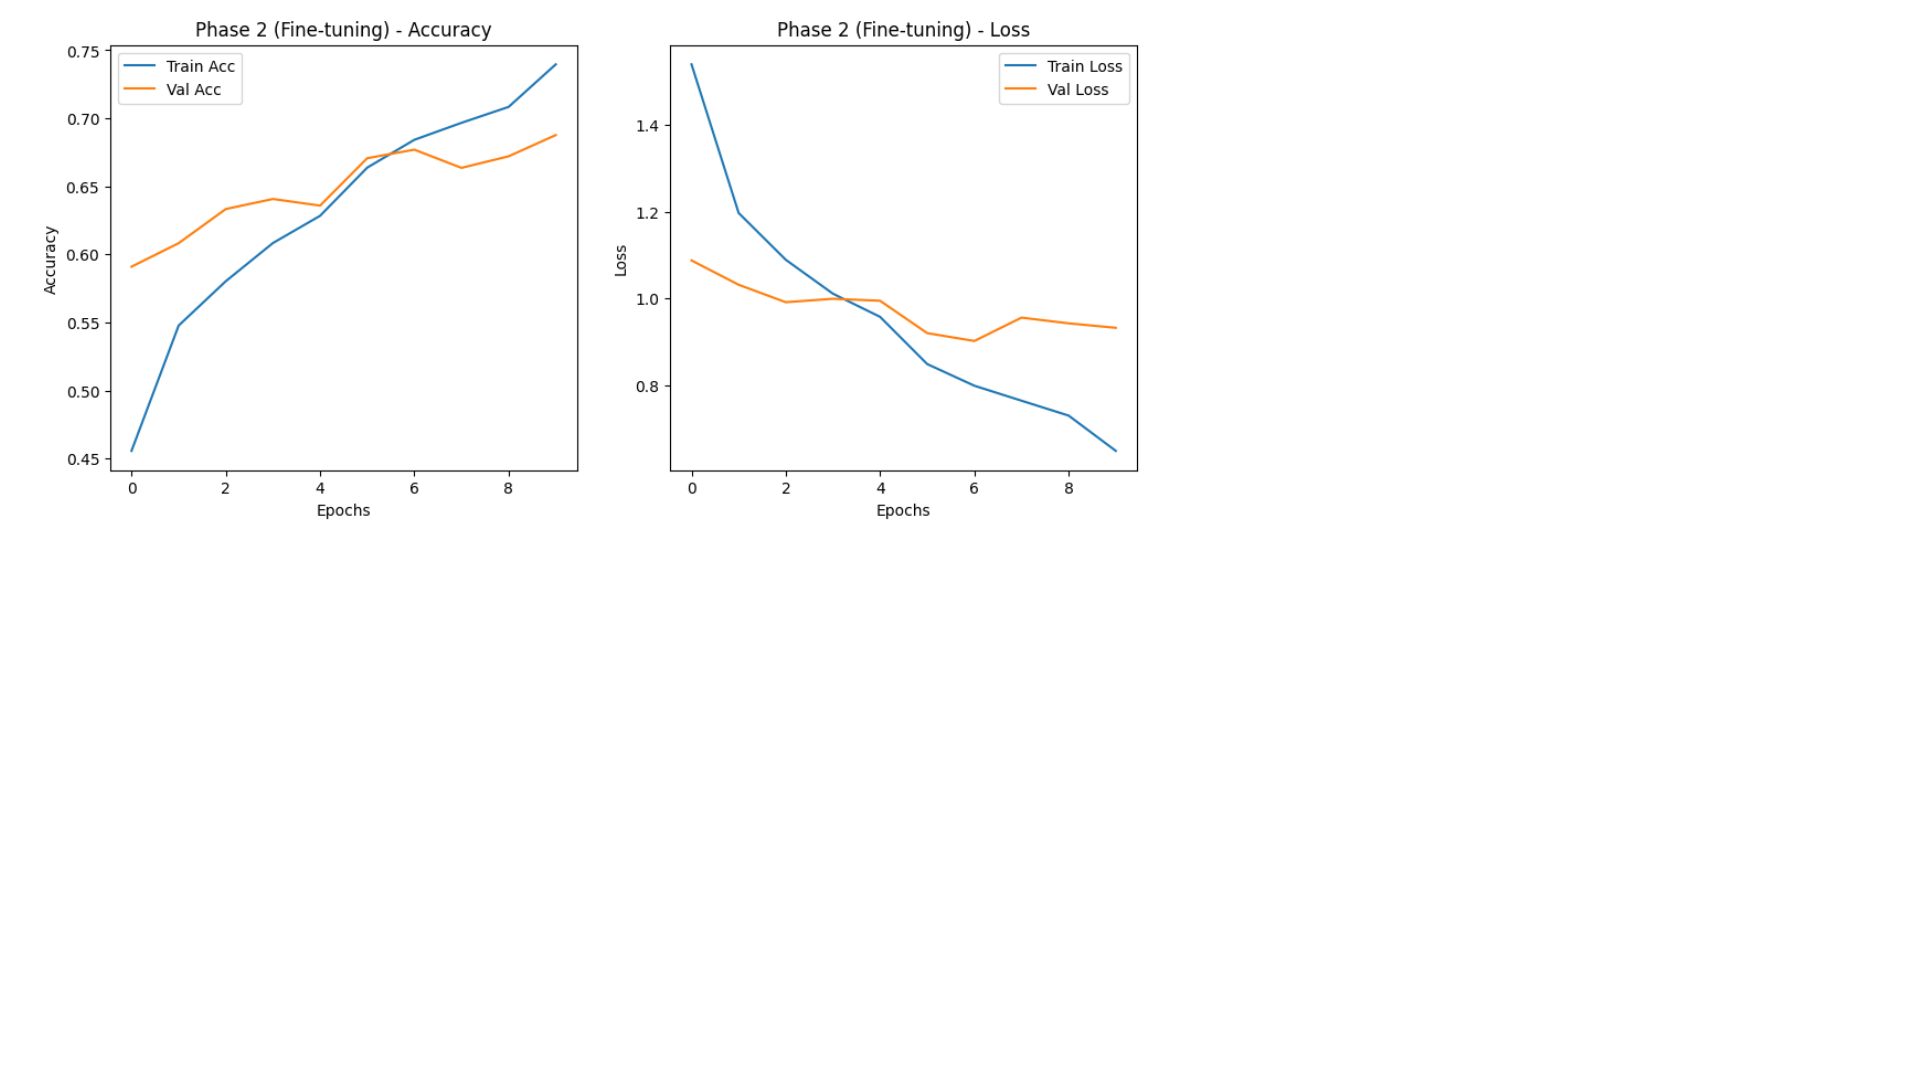 Phase 2 (Fine-tuning) - Accuracy
Train Acc
Val Acc
0.75
0.70
0.65
0.60
0.55
0.50
0.45
Accuracy
0 2 4 6 8
Epochs
Phase 2 (Fine-tuning) - Loss
Train Loss
Val Loss
1.4
1.2
1.0
0.8
Loss
0 2 4 6 8
Epochs